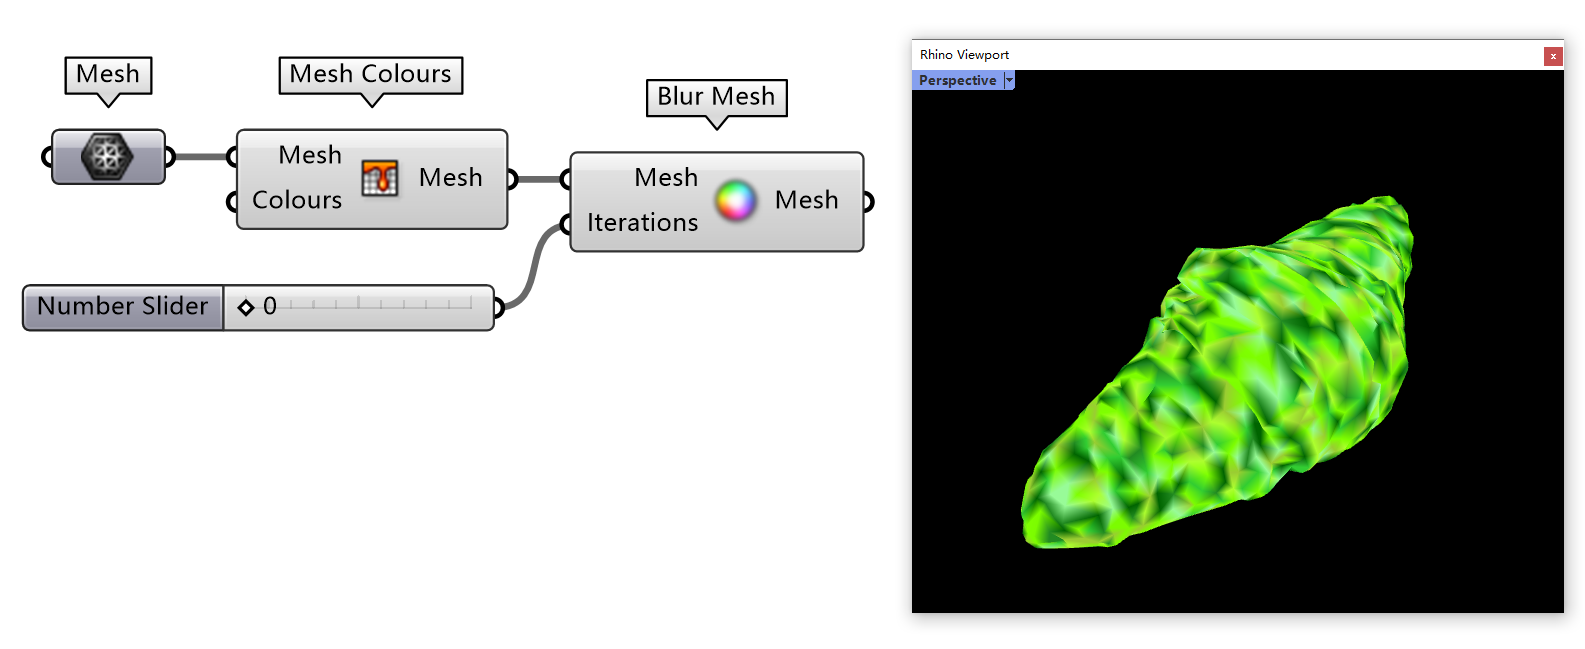 Mesh
Mesh Colours
Blur Mesh
Mesh
Colours
Mesh
Mesh
Iterations
Mesh
Number Slider
0
Rhino Viewport
x
Perspective